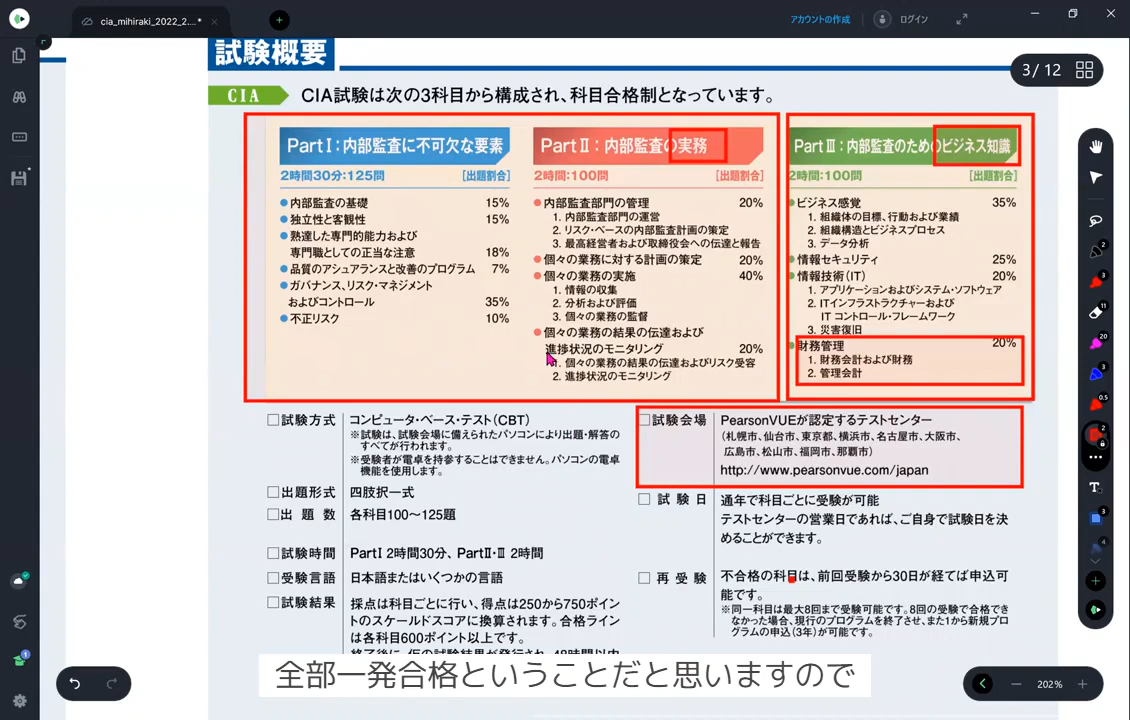 cia_mihiraki_2022_2....*
アカウントの作成
ログイン
3/12
試験概要
CIA
CIA試験は次の3科目から構成され、科目合格制となっています。
PartⅠ:内部監査に不可欠な要素
2時間30分:125問 [出題割合]
●内部監査の基礎 15%
●独立性と客観性 15%
●熟達した専門的能力および
専門職としての正当な注意 18%
●品質のアシュアランスと改善のプログラム 7%
●ガバナンス、リスク・マネジメント
およびコントロール 35%
●不正リスク 10%
PartⅡ:内部監査の実務
2時間:100問 [出題割合]
●内部監査部門の管理 20%
1. 内部監査部門の運営
2. リスク・ベースの内部監査計画の策定
3. 最高経営者および取締役会への伝達と報告
●個々の業務に対する計画の策定 20%
●個々の業務の実施 40%
1. 情報の収集
2. 分析および評価
3. 個々の業務の監督
●個々の業務の結果の伝達および
進捗状況のモニタリング 20%
1. 個々の業務の結果の伝達およびリスク受容
2. 進捗状況のモニタリング
PartⅢ:内部監査のためのビジネス知識
2時間:100問 [出題割合]
●ビジネス感覚 35%
1. 組織体の目標、行動および業績
2. 組織構造とビジネスプロセス
3. データ分析
●情報セキュリティ 25%
●情報技術(IT) 20%
1. アプリケーションおよびシステム・ソフトウェア
2. ITインフラストラクチャーおよび
IT コントロール・フレームワーク
3. 災害復旧
●財務管理 20%
1. 財務会計および財務
2. 管理会計
□試験方式 コンピュータ・ベース・テスト(CBT)
※試験は、試験会場に備えられたパソコンにより出題・解答の
すべてが行われます。
※受験者が電卓を持参することはできません。パソコンの電卓
機能を使用します。
□出題形式 四肢択一式
□出題数 各科目100〜125題
□試験時間 PartⅠ 2時間30分、PartⅡ・Ⅲ 2時間
□受験言語 日本語またはいくつかの言語
□試験結果 採点は科目ごとに行い、得点は250から750ポイン
トのスケールドスコアに換算されます。合格ライン
は各科目600ポイント以上です。
□試験会場 PearsonVUEが認定するテストセンター
(札幌市、仙台市、東京都、横浜市、名古屋市、大阪市、
広島市、松山市、福岡市、那覇市)
http://www.pearsonvue.com/japan
□試験日 通年で科目ごとに受験が可能
テストセンターの営業日であれば、ご自身で試験日を決
めることができます。
□再受験 不合格の科目は、前回受験から30日が経てば申込可
能です。
※同一科目は最大8回まで受験可能です。8回の受験で合格でき
なかった場合、現行のプログラムを終了させ、また1から新規プロ
グラムの申込(3年)が可能です。
全部一発合格ということだと思いますので
202%